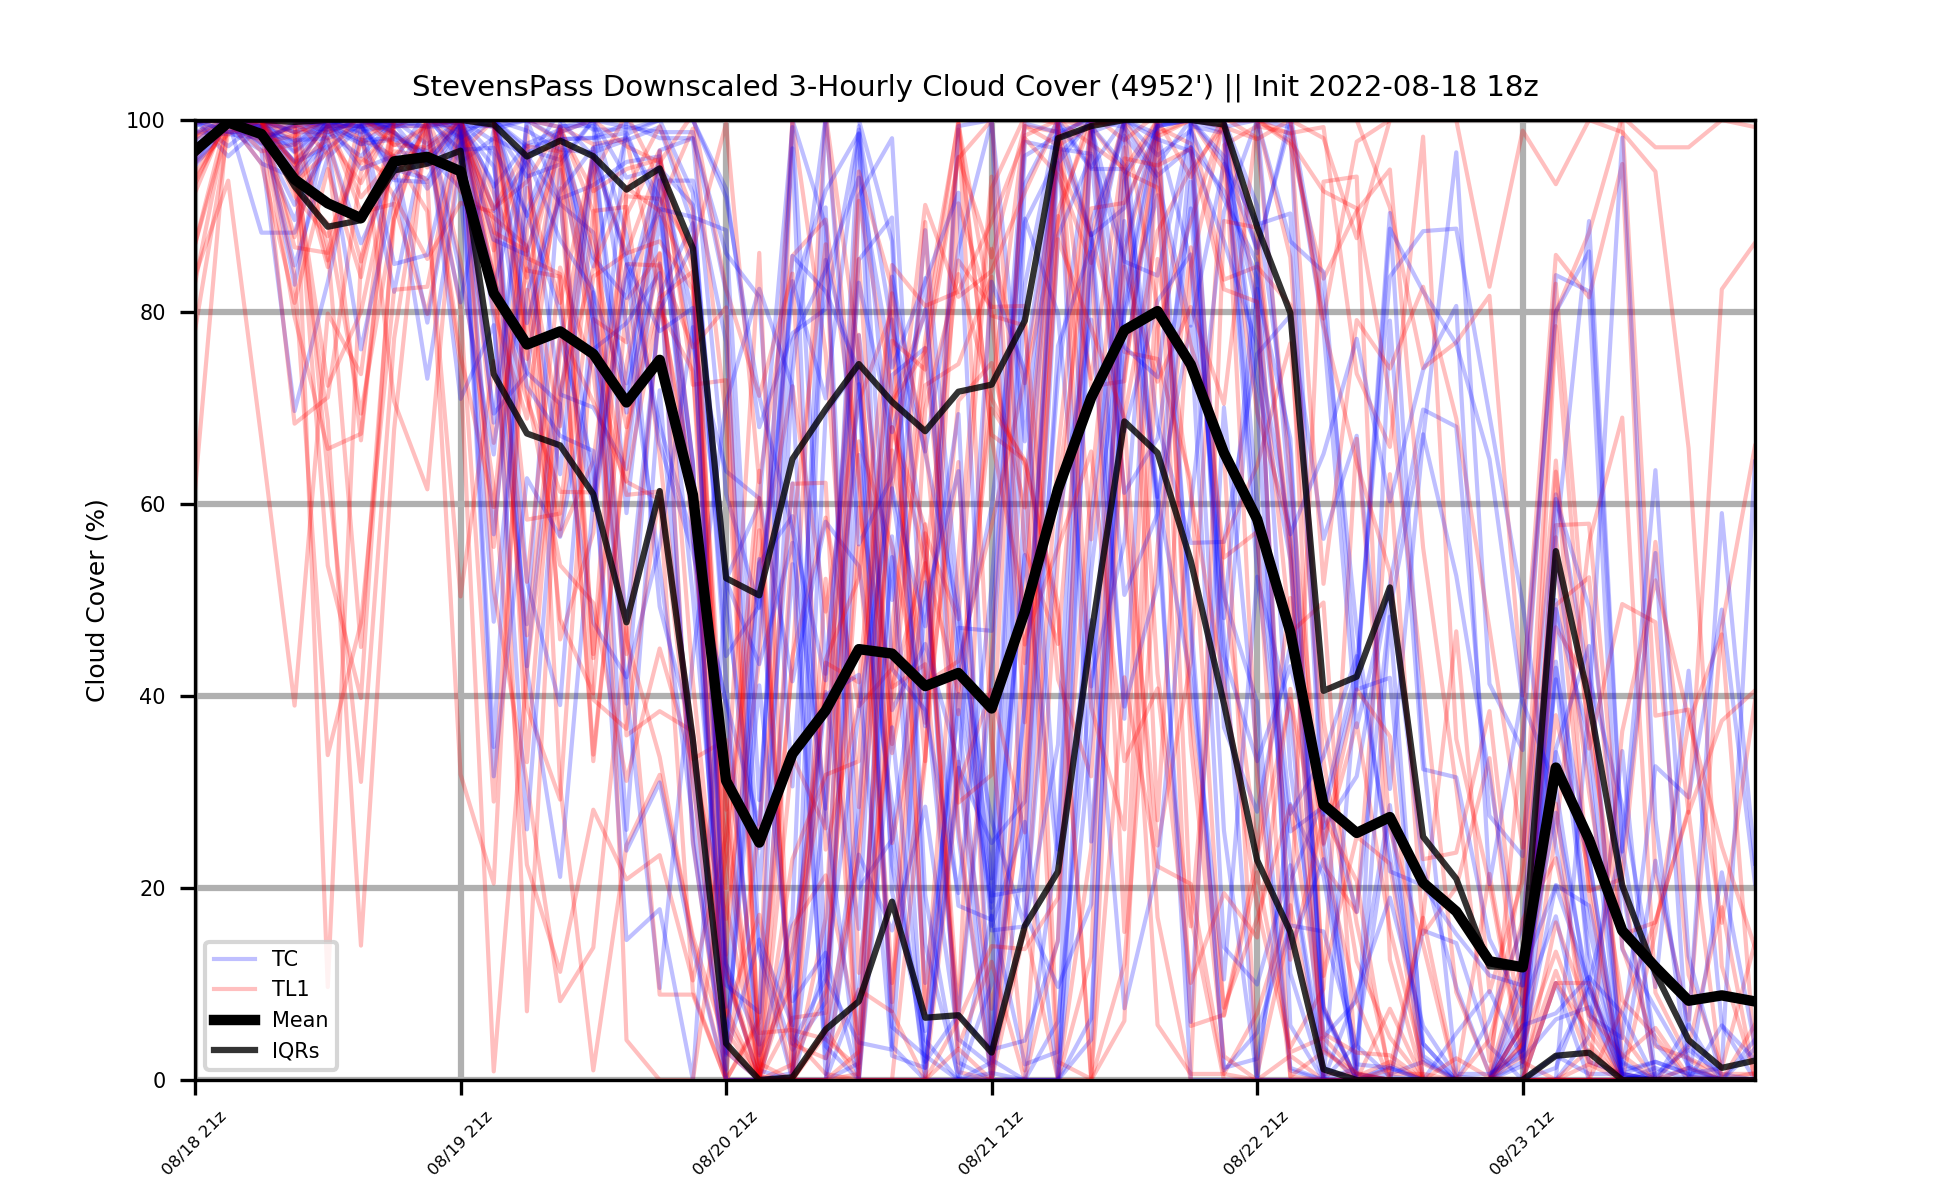 StevensPass Downscaled 3-Hourly Cloud Cover (4952') || Init 2022-08-18 18z
Cloud Cover (%)
100
80
60
40
20
0
TC
TL1
Mean
IQRs
08/18 21z
08/19 21z
08/20 21z
08/21 21z
08/22 21z
08/23 21z